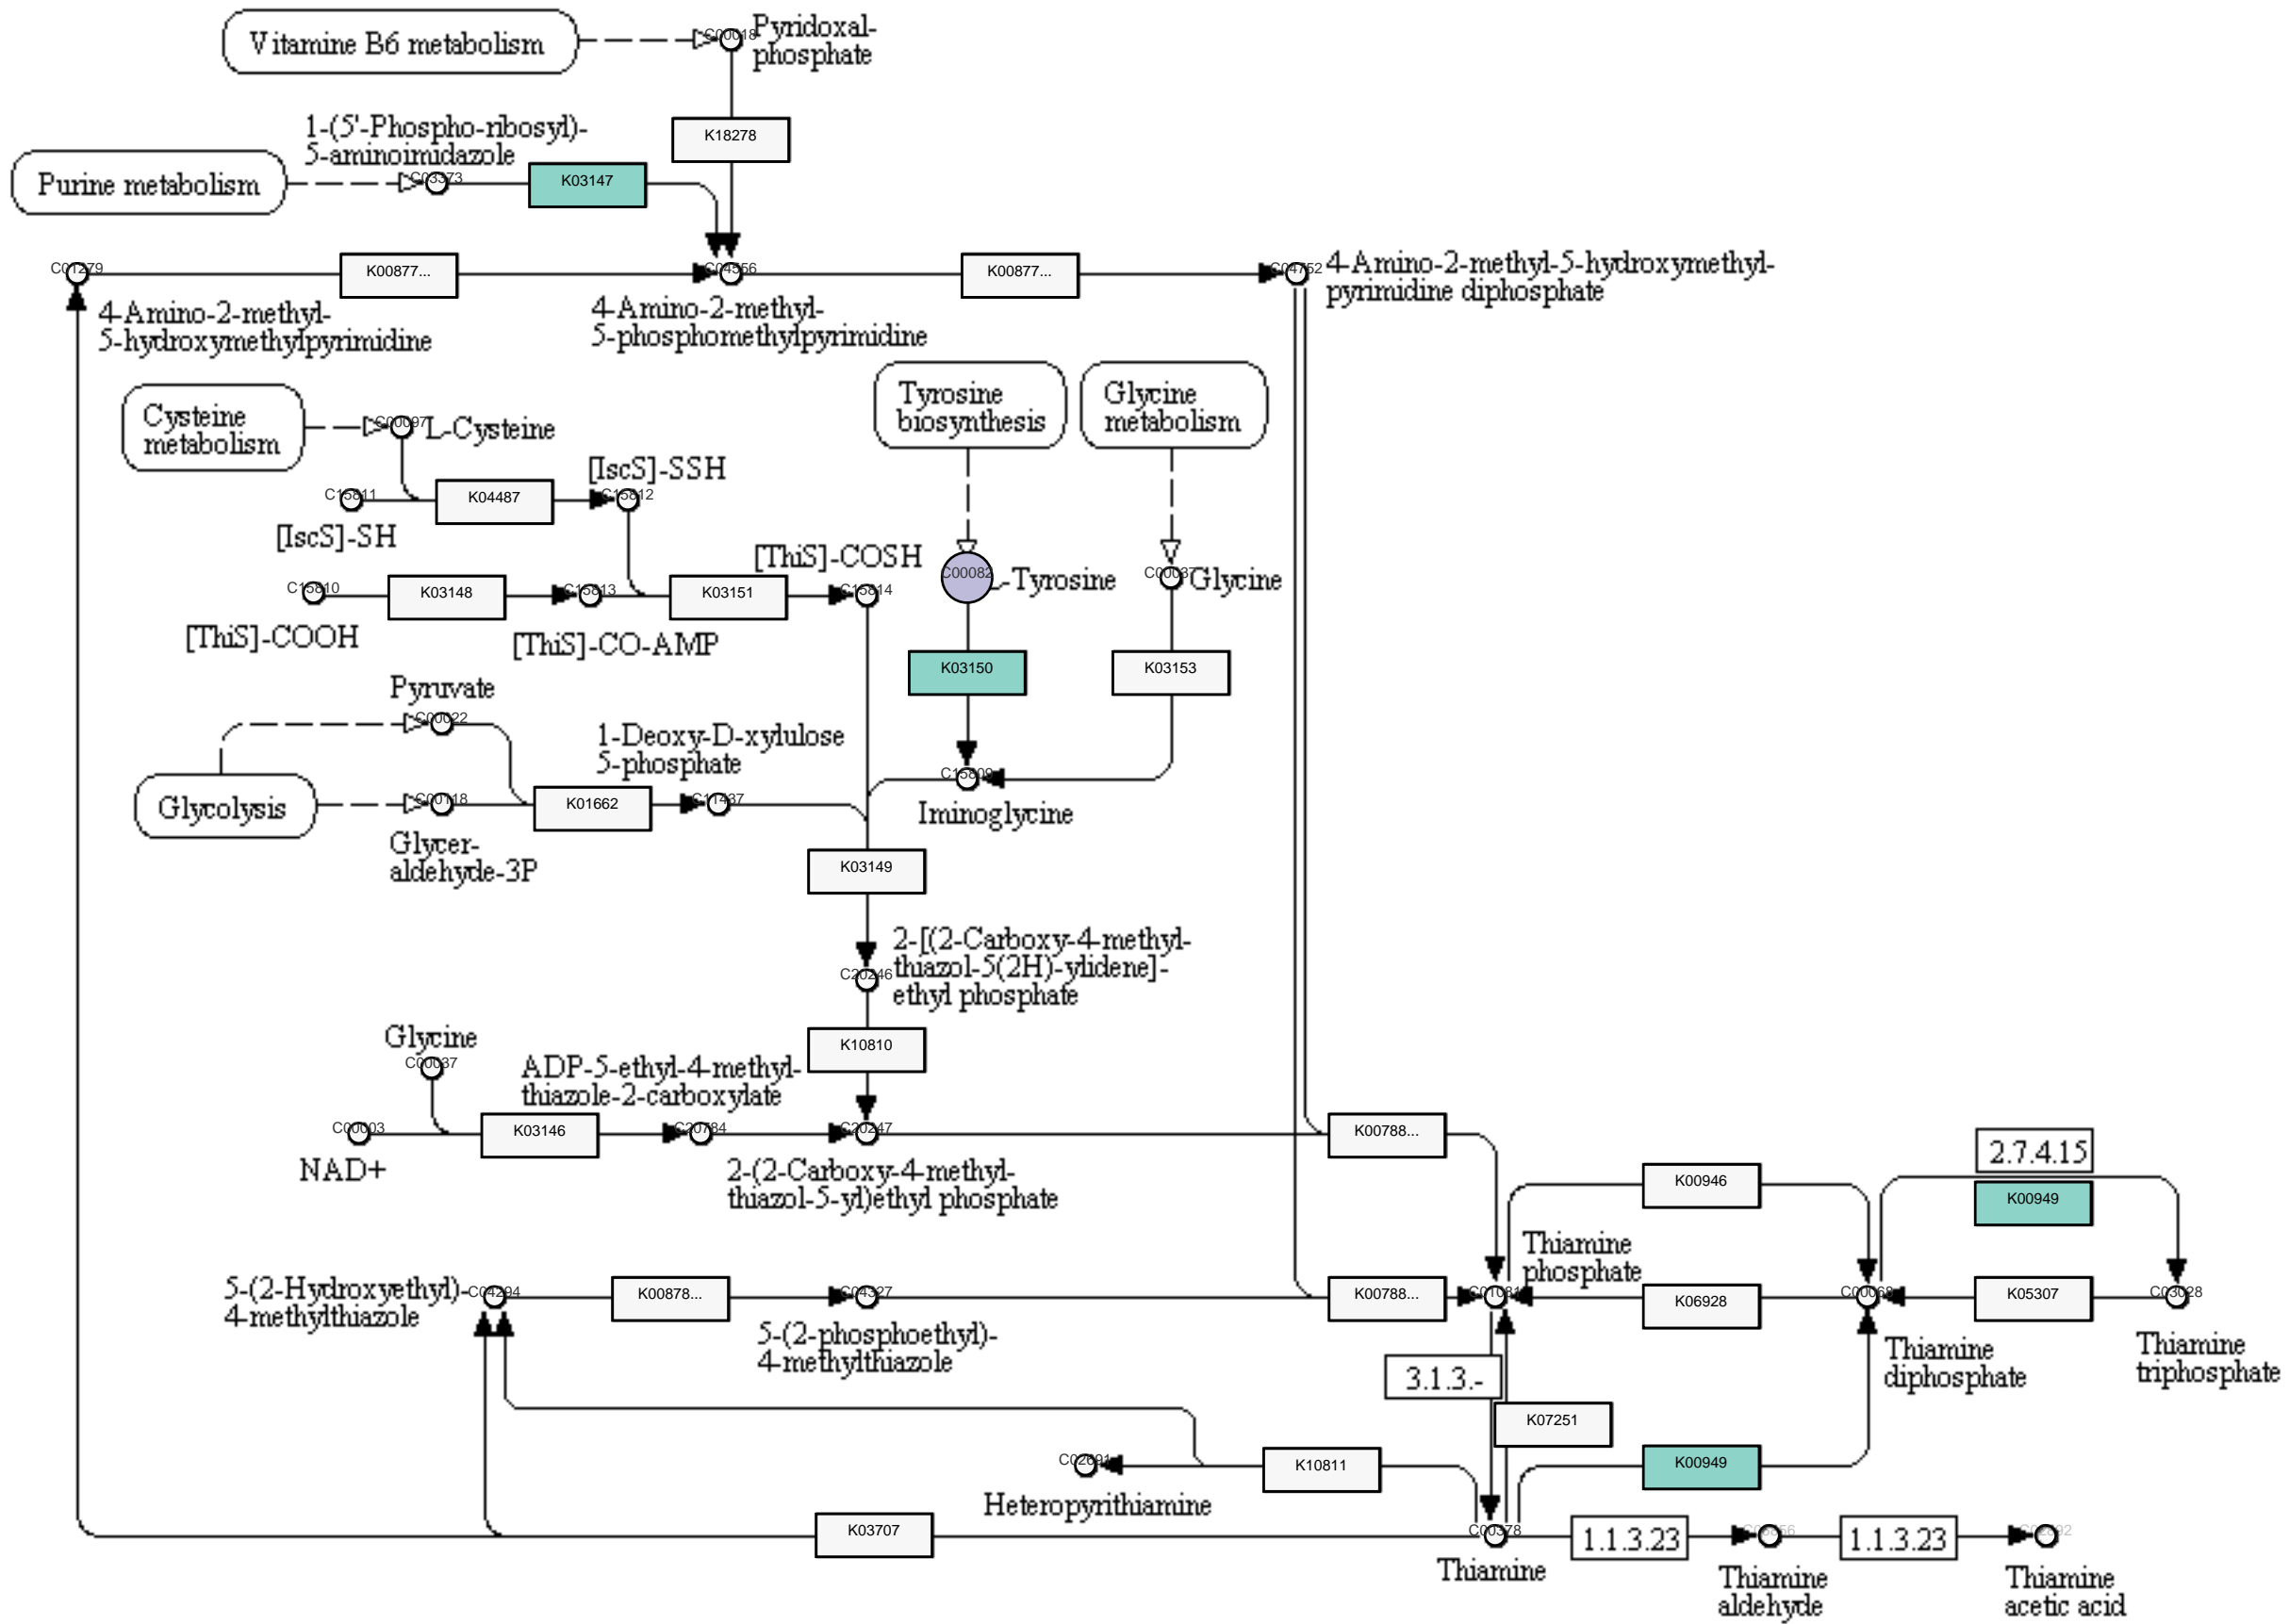 Vitamine B6 metabolism
C00018
Pyridoxal-
phosphate
K18278
1-(5'-Phospho-ribosyl)-
5-aminoimidazole
Purine metabolism
C03373
K03147
C01279
K00877...
C04556
K00877...
C04752
4-Amino-2-methyl-5-hydroxymethyl-
pyrimidine diphosphate
4-Amino-2-methyl-
5-hydroxymethylpyrimidine
4-Amino-2-methyl-
5-phosphomethylpyrimidine
Cysteine
metabolism
C00097
L-Cysteine
Tyrosine
biosynthesis
Glycine
metabolism
[IscS]-SSH
C15811
K04487
C15812
[IscS]-SH
[ThiS]-COSH
C15810
K03148
C15813
K03151
C15814
C00082
-Tyrosine
C00037
Glycine
[ThiS]-COOH
[ThiS]-CO-AMP
K03150
K03153
Pyruvate
C00022
1-Deoxy-D-xylulose
5-phosphate
Glycolysis
C00118
K01662
C11437
C15809
Iminoglycine
Glycer-
aldehyde-3P
K03149
2-[(2-Carboxy-4-methyl-
thiazol-5(2H)-ylidene]-
ethyl phosphate
C20246
Glycine
C00037
K10810
ADP-5-ethyl-4-methyl-
thiazole-2-carboxylate
C00003
K03146
C20784
C20247
K00788...
NAD+
2-(2-Carboxy-4-methyl-
thiazol-5-yl)ethyl phosphate
2.7.4.15
K00946
K00949
Thiamine
phosphate
5-(2-Hydroxyethyl)-
4-methylthiazole
C04294
K00878...
C04327
K00788...
C01081
K06928
C00068
K05307
C03028
5-(2-phosphoethyl)-
4-methylthiazole
Thiamine
diphosphate
Thiamine
triphosphate
3.1.3.-
K07251
C02691
K10811
K00949
Heteropyrithiamine
K03707
C00378
1.1.3.23
1.1.3.23
Thiamine
Thiamine
aldehyde
Thiamine
acetic acid